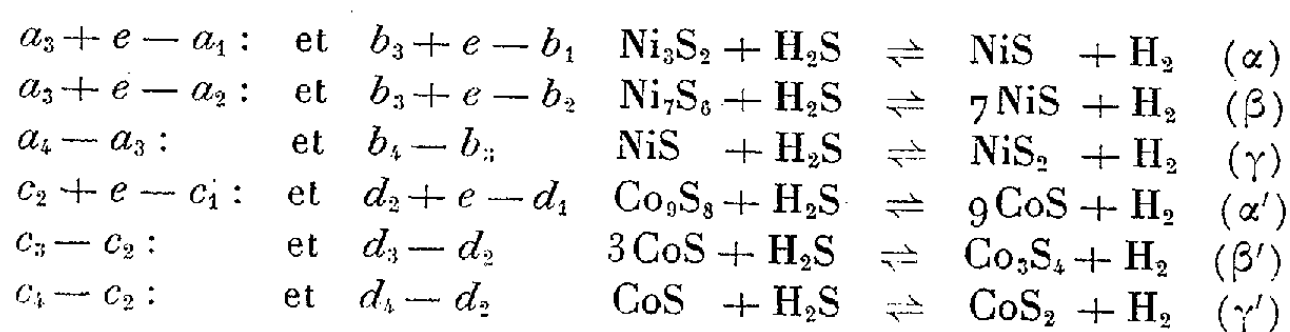 a₃ + e — a₁ : et b₃ + e — b₁ Ni₃S₂ + H₂S ⇌ NiS + H₂ (α)
a₃ + e — a₂ : et b₃ + e — b₂ Ni₇S₆ + H₂S ⇌ 7 NiS + H₂ (β)
a₄ — a₃ : et b₄ — b₃ NiS + H₂S ⇌ NiS₂ + H₂ (γ)
c₂ + e — c₁ : et d₂ + e — d₁ Co₉S₈ + H₂S ⇌ 9 CoS + H₂ (α′)
c₃ — c₂ : et d₃ — d₂ 3 CoS + H₂S ⇌ Co₃S₄ + H₂ (β′)
c₄ — c₂ : et d₄ — d₂ CoS + H₂S ⇌ CoS₂ + H₂ (γ′)